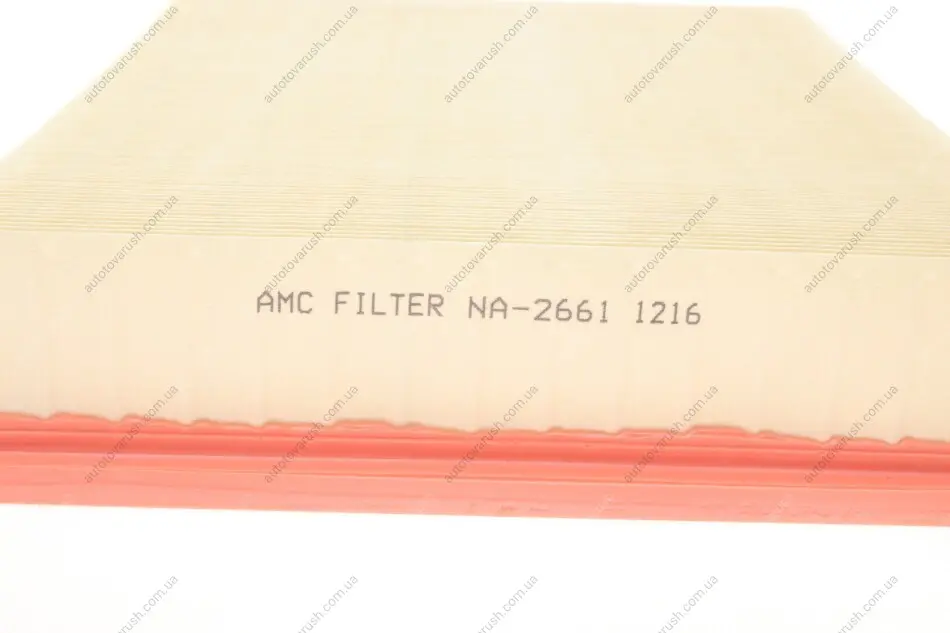 AMC FILTER NA-2661 1216
autotovarush.com.ua